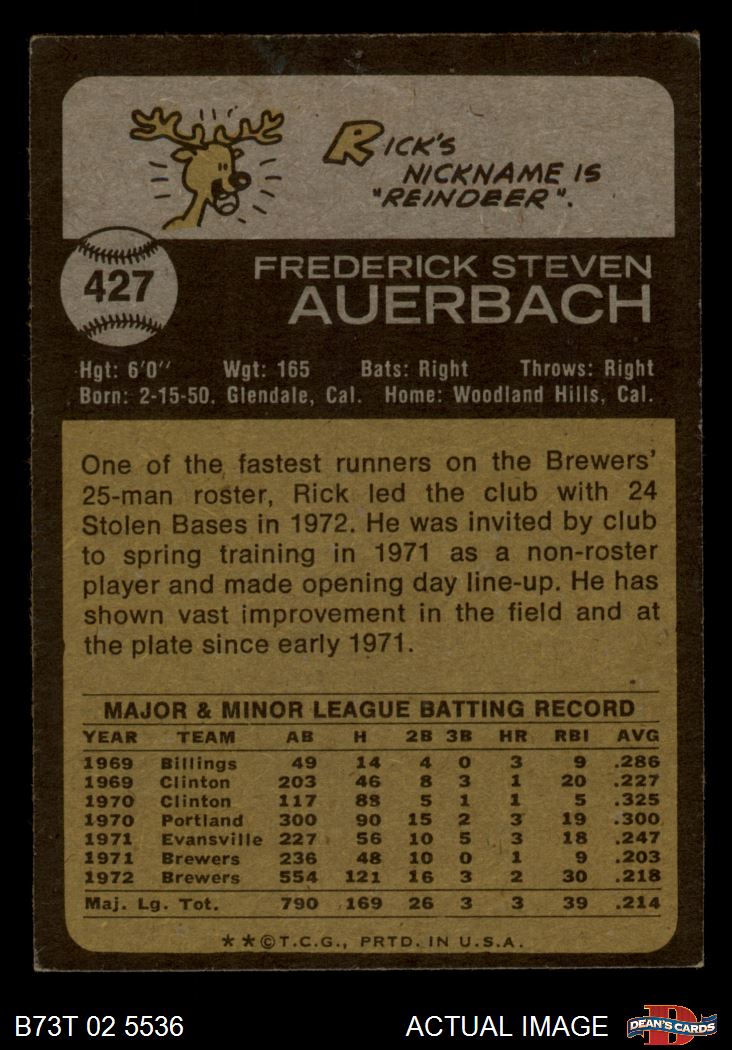 RICK'S
NICKNAME IS
"REINDEER".
427
FREDERICK STEVEN
AUERBACH
Hgt: 6'0" Wgt: 165 Bats: Right Throws: Right
Born: 2-15-50, Glendale, Cal. Home: Woodland Hills, Cal.
One of the fastest runners on the Brewers'
25-man roster, Rick led the club with 24
Stolen Bases in 1972. He was invited by club
to spring training in 1971 as a non-roster
player and made opening day line-up. He has
shown vast improvement in the field and at
the plate since early 1971.
MAJOR & MINOR LEAGUE BATTING RECORD
YEAR TEAM AB H 2B 3B HR RBI AVG
1969 Billings 49 14 4 0 3 9 .286
1969 Clinton 203 46 8 3 1 20 .227
1970 Clinton 117 88 5 1 1 5 .325
1970 Portland 300 90 15 2 3 19 .300
1971 Evansville 227 56 10 5 3 18 .247
1971 Brewers 236 48 10 0 1 9 .203
1972 Brewers 554 121 16 3 2 30 .218
Maj. Lg. Tot. 790 169 26 3 3 39 .214
**©T.C.G., PRTD. IN U.S.A.
B73T 02 5536 ACTUAL IMAGE
D
DEAN'S CARDS